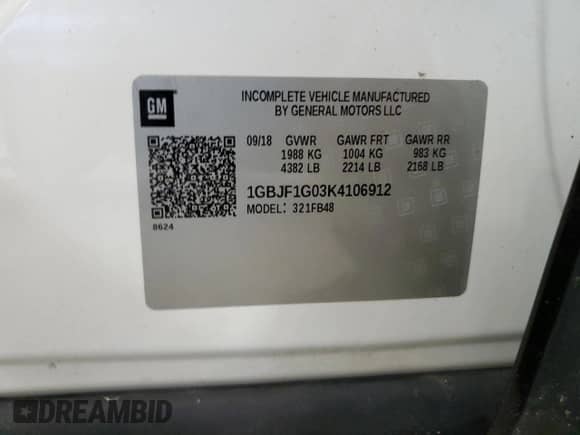 GM
INCOMPLETE VEHICLE MANUFACTURED
BY GENERAL MOTORS LLC
09/18 GVWR GAWR FRT GAWR RR
1988 KG 1004 KG 983 KG
4382 LB 2214 LB 2168 LB
1GBJF1G03K4106912
MODEL: 321FB48
8624
DREAMBID